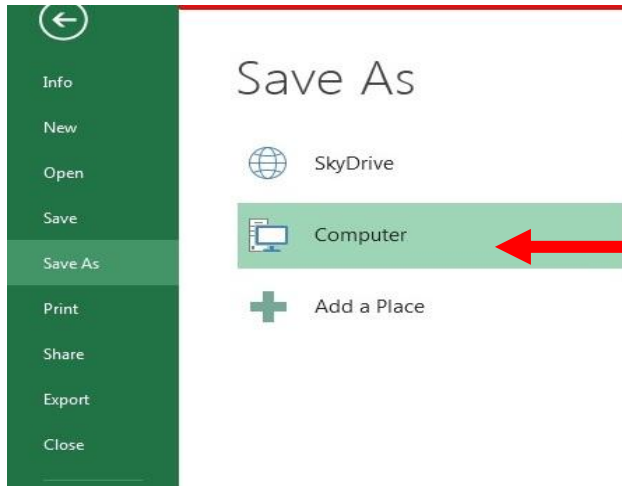 Info
New
Open
Save
Save As
Print
Share
Export
Close
Save As
SkyDrive
Computer
Add a Place